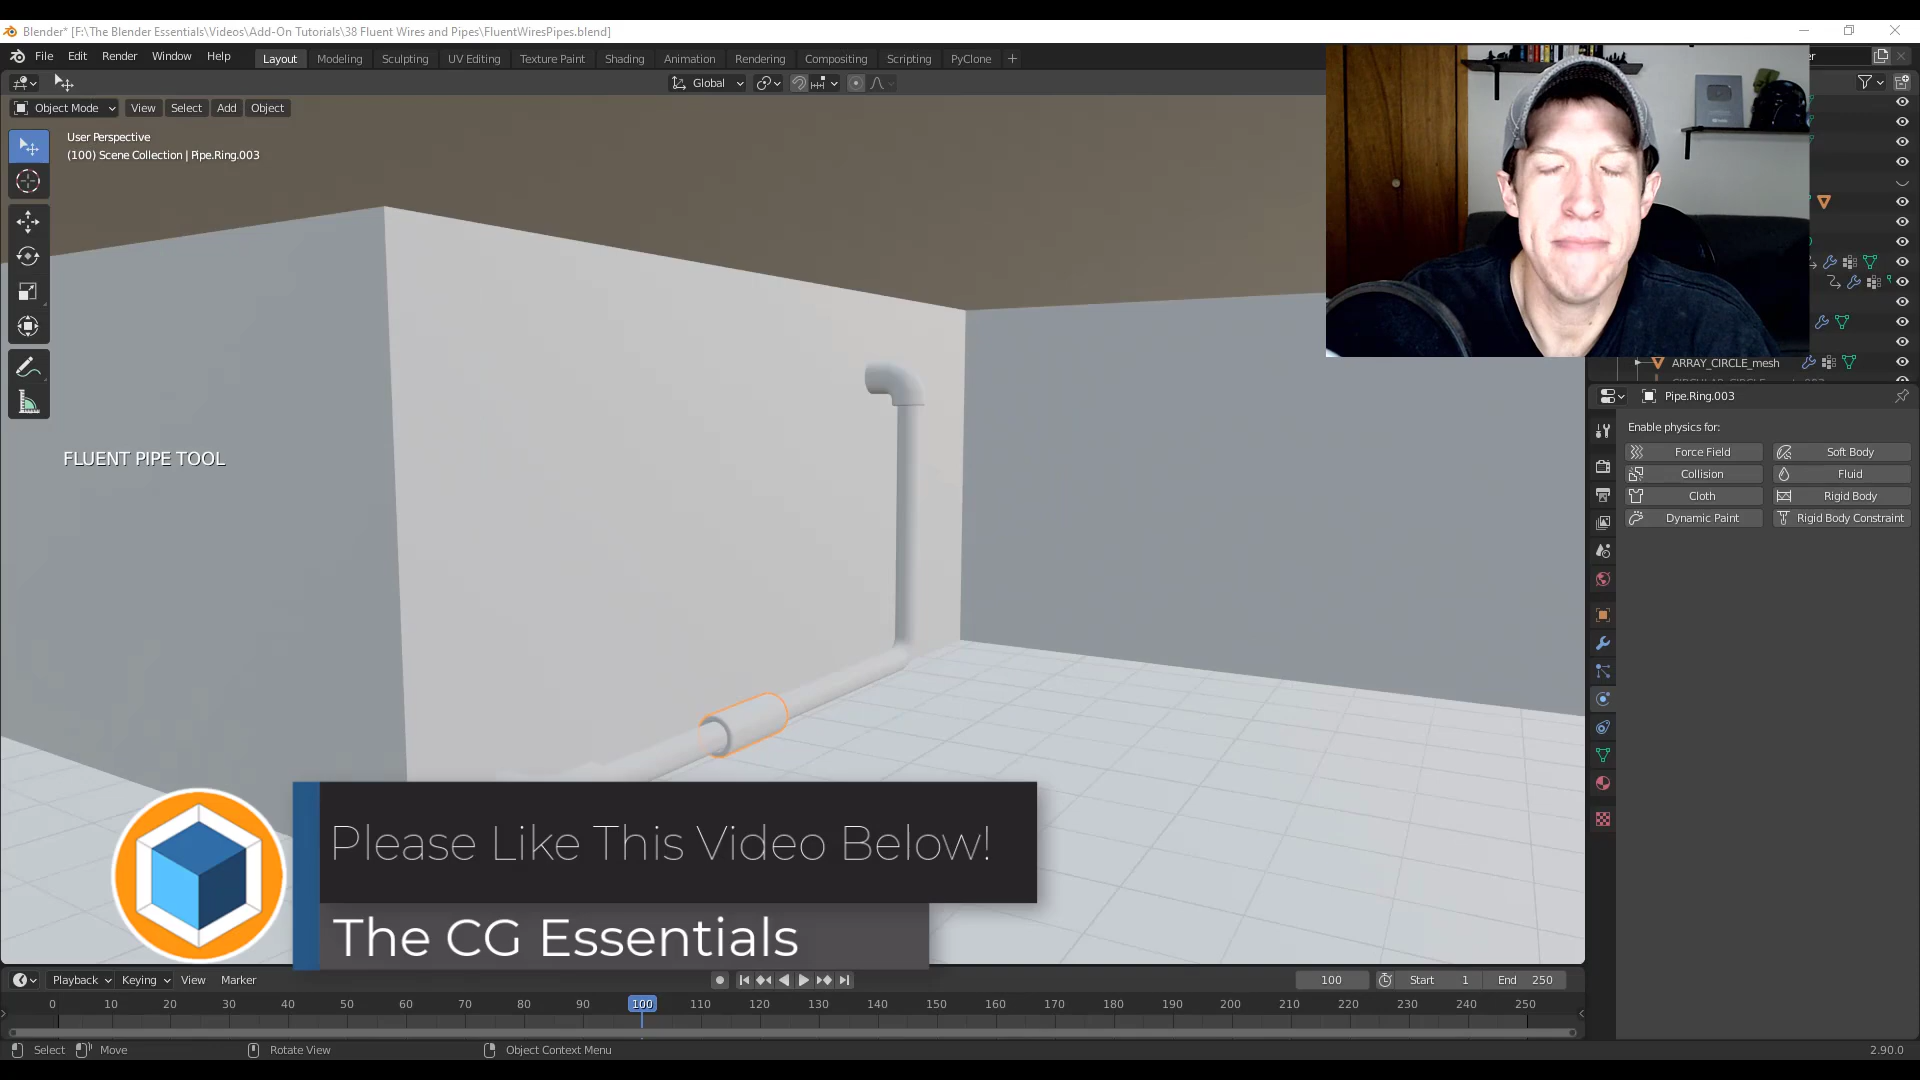 Blender* [F:\The Blender Essentials\Videos\Add-On Tutorials\38 Fluent Wires and Pipes\FluentWiresPipes.blend]
File Edit Render Window Help Layout Modeling Sculpting UV Editing Texture Paint Shading Animation Rendering Compositing Scripting PyClone +
Global
Object Mode View Select Add Object
User Perspective
(100) Scene Collection | Pipe.Ring.003
FLUENT PIPE TOOL
ARRAY_CIRCLE_mesh
Pipe.Ring.003
Enable physics for:
Force Field Soft Body
Collision Fluid
Cloth Rigid Body
Dynamic Paint Rigid Body Constraint
Please Like This Video Below!
The CG Essentials
Playback Keying View Marker 100 Start 1 End 250
0 10 20 30 40 50 60 70 80 90 100 110 120 130 140 150 160 170 180 190 200 210 220 230 240 250
Select Move Rotate View Object Context Menu 2.90.0